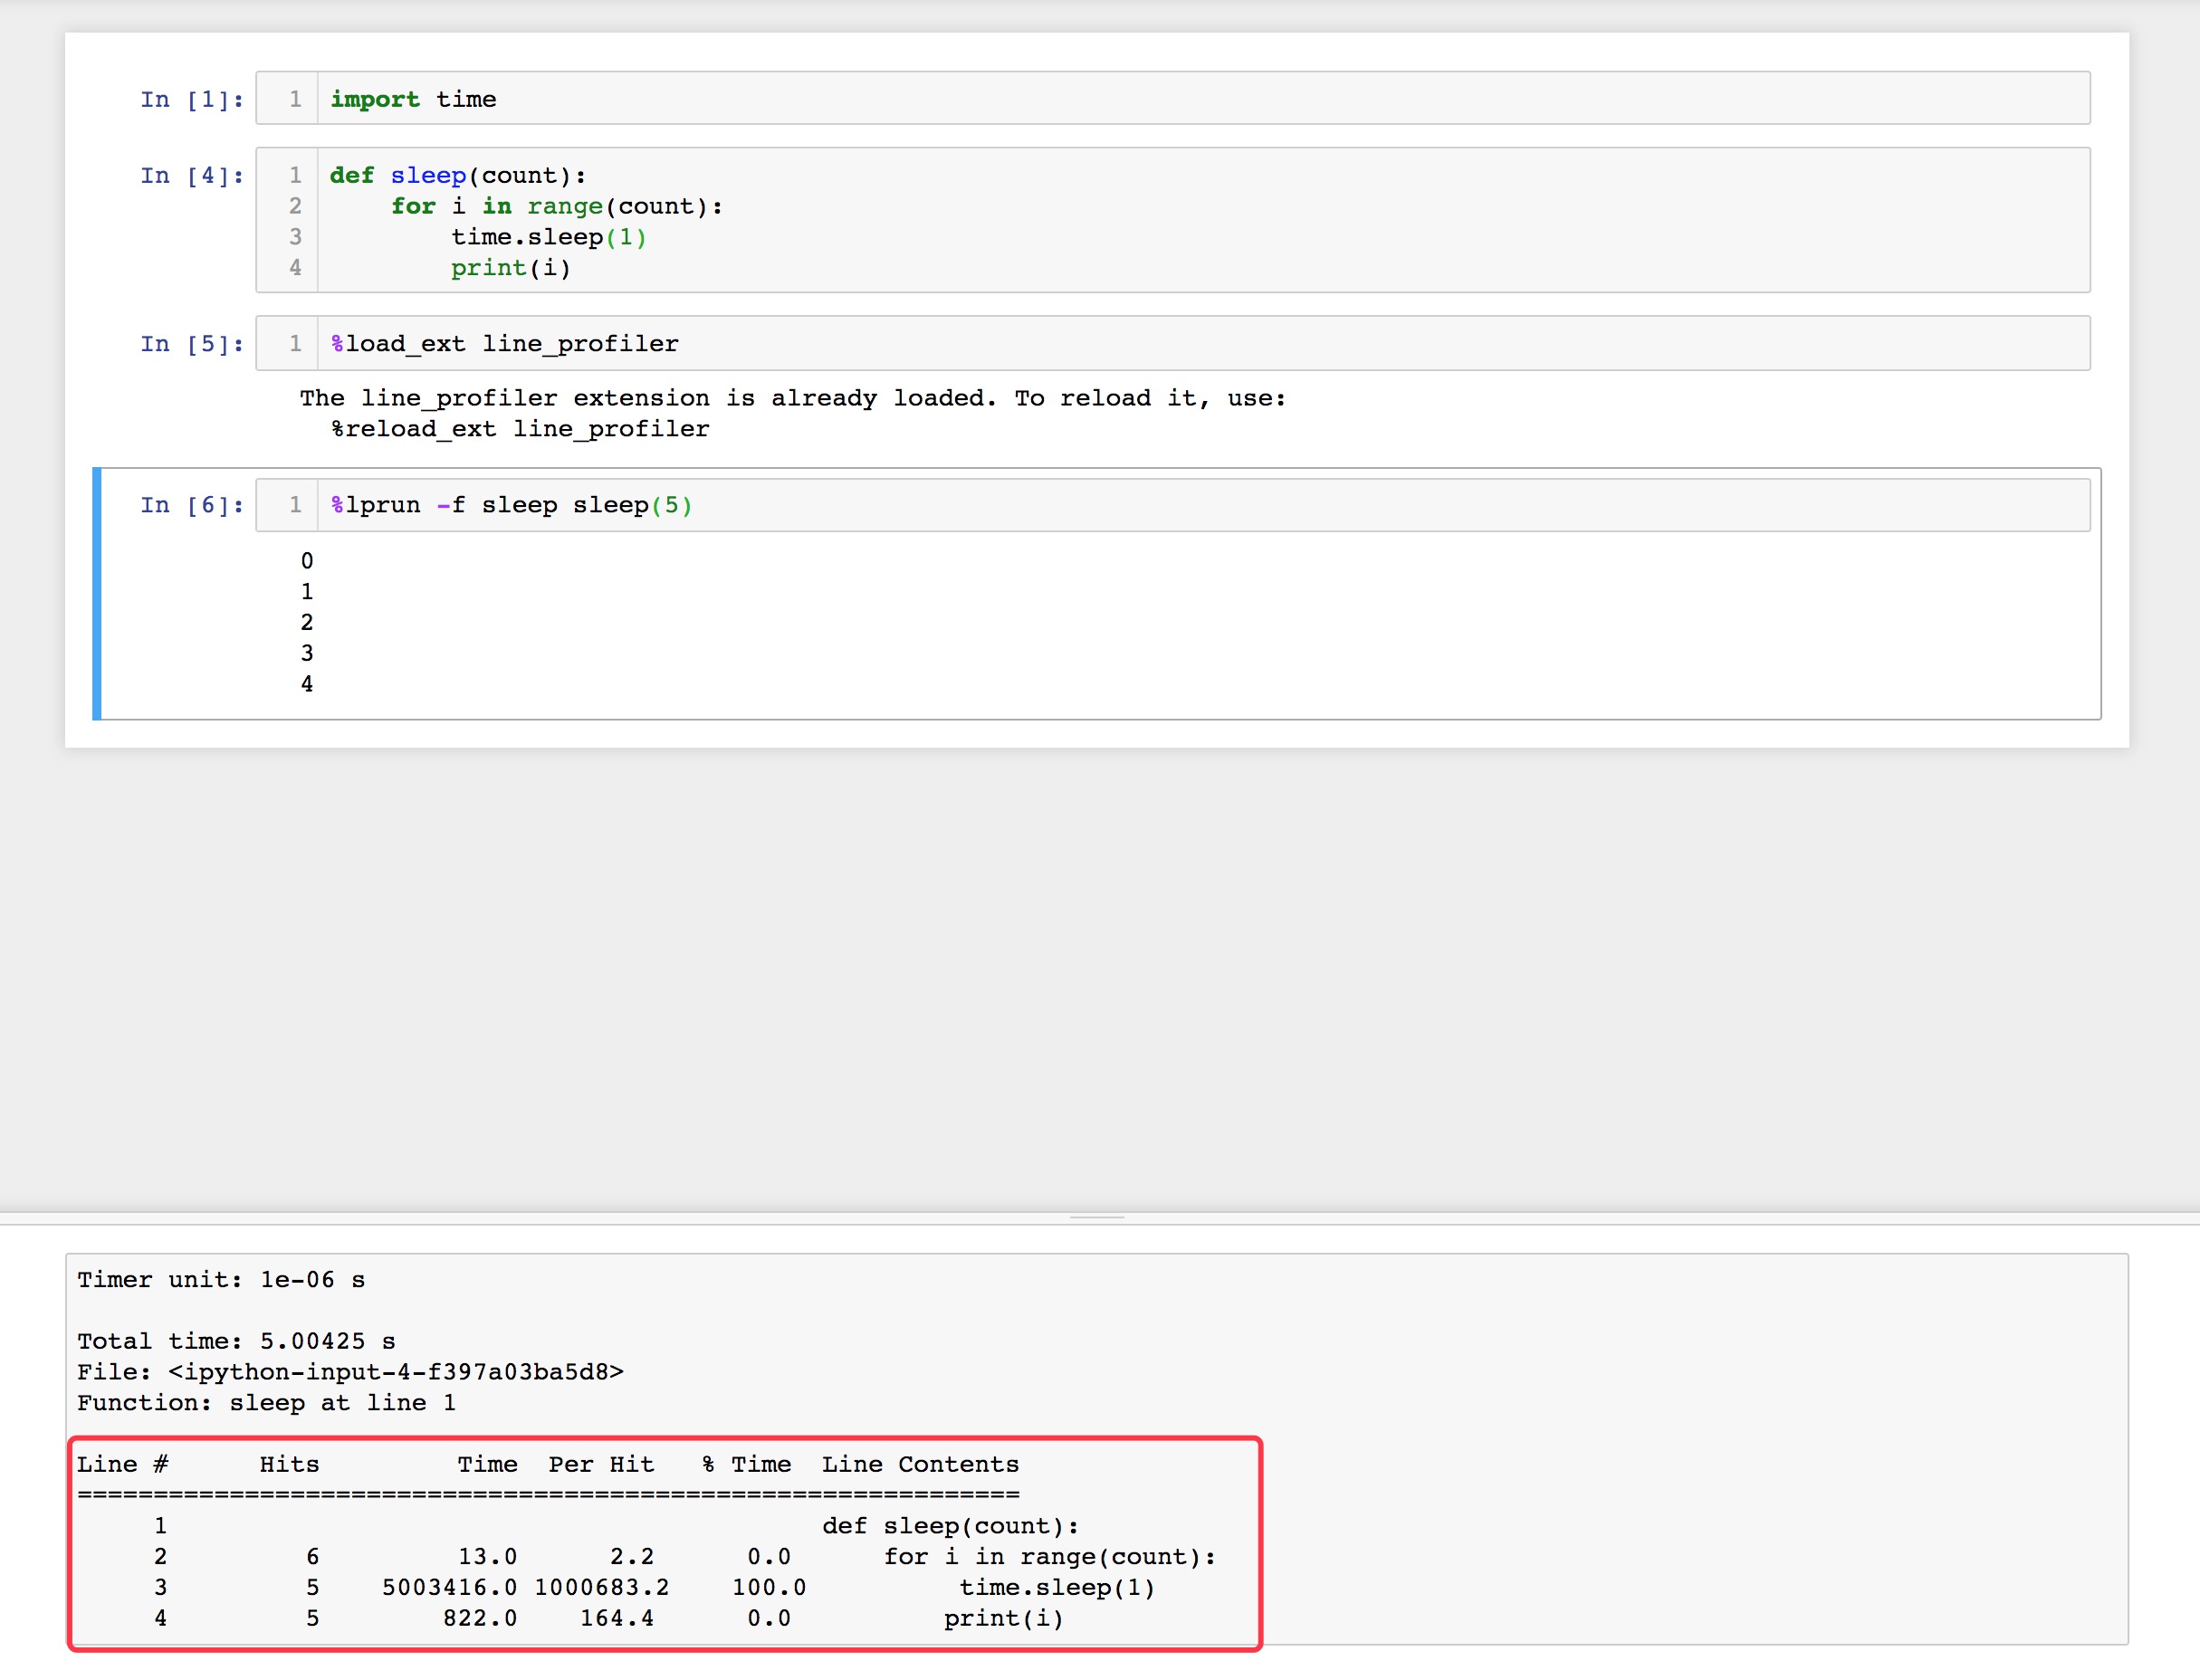 In [1]: 1 import time
In [4]: 1 def sleep(count):
2     for i in range(count):
3         time.sleep(1)
4         print(i)
In [5]: 1 %load_ext line_profiler
The line_profiler extension is already loaded. To reload it, use:
  %reload_ext line_profiler
In [6]: 1 %lprun -f sleep sleep(5)
0
1
2
3
4
Timer unit: 1e-06 s
Total time: 5.00425 s
File: <ipython-input-4-f397a03ba5d8>
Function: sleep at line 1
Line #      Hits         Time  Per Hit   % Time  Line Contents
==============================================================
     1                                           def sleep(count):
     2         6         13.0      2.2      0.0      for i in range(count):
     3         5    5003416.0 1000683.2    100.0          time.sleep(1)
     4         5        822.0    164.4      0.0          print(i)